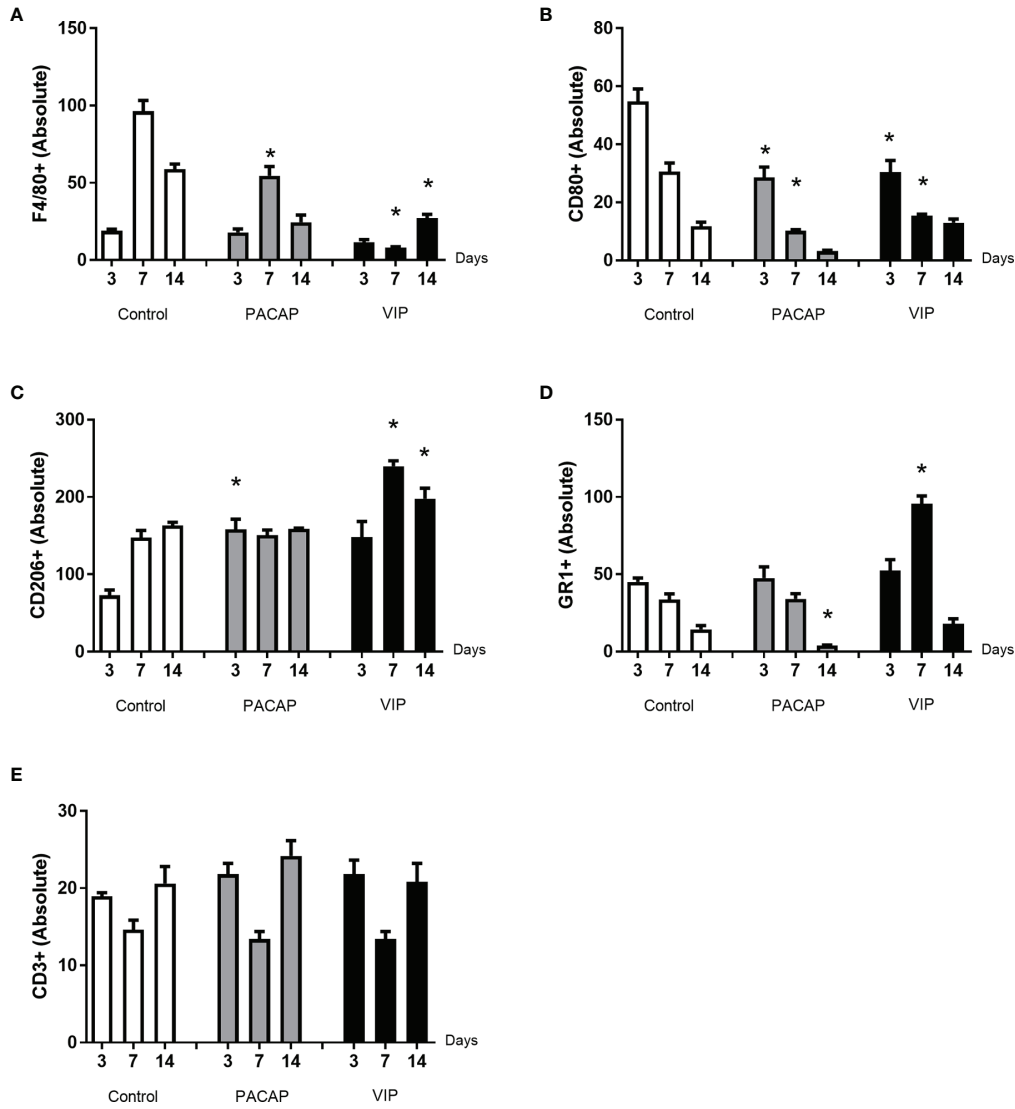 A
F4/80+ (Absolute)
150
100
50
0
*
*
*
3 7 14 3 7 14 3 7 14 Days
Control PACAP VIP
B
CD80+ (Absolute)
80
60
40
20
0
*
*
*
*
3 7 14 3 7 14 3 7 14 Days
Control PACAP VIP
C
CD206+ (Absolute)
300
200
100
0
*
*
*
3 7 14 3 7 14 3 7 14 Days
Control PACAP VIP
D
GR1+ (Absolute)
150
100
50
0
*
*
3 7 14 3 7 14 3 7 14 Days
Control PACAP VIP
E
CD3+ (Absolute)
30
20
10
0
3 7 14 3 7 14 3 7 14 Days
Control PACAP VIP